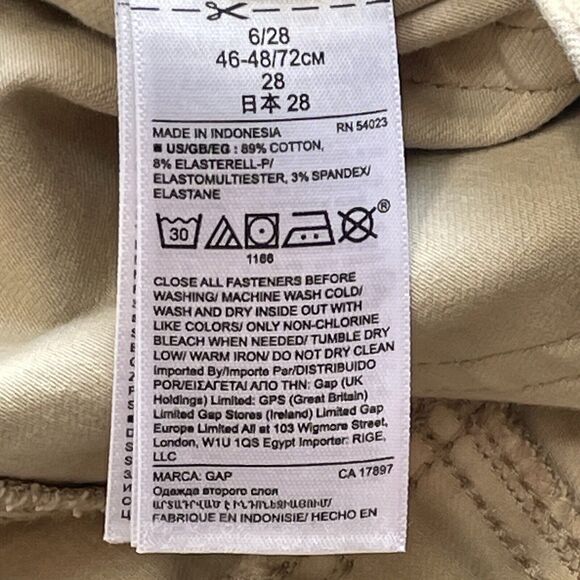 6/28
46-48/72CM
28
日本 28
MADE IN INDONESIA RN 54023
■ US/GB/EG : 89% COTTON,
8% ELASTERELL-P/
ELASTOMULTIESTER, 3% SPANDEX/
ELASTANE
30
®
1166
CLOSE ALL FASTENERS BEFORE
WASHING/ MACHINE WASH COLD/
WASH AND DRY INSIDE OUT WITH
LIKE COLORS/ ONLY NON-CHLORINE
BLEACH WHEN NEEDED/ TUMBLE DRY
LOW/ WARM IRON/ DO NOT DRY CLEAN
Imported By/Importe Par/DISTRIBUIDO
POR/ΕΙΣΑΓΕΤΑΙ ΑΠΟ ΤΗΝ: Gap (UK
Holdings) Limited: GPS (Great Britain)
Limited Gap Stores (Ireland) Limited Gap
Europe Limited All at 103 Wigmore Street,
London, W1U 1QS Egypt Importer: RIGE,
LLC
MARCA: GAP CA 17897
Одежда второго слоя
ԱՐՏԱԴՐՎԱԾ Է ԻՆԴՈՆԵԶԻԱՅՈՒՄ/
FABRIQUE EN INDONISIE/ HECHO EN